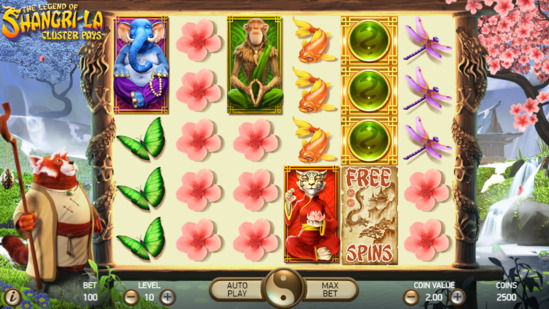 THE LEGEND OF
SHANGRI-LA
CLUSTER PAYS™
FREE
SPINS
BET
100
LEVEL
10
AUTO
PLAY
MAX
BET
COIN VALUE
2.00
COINS
2500